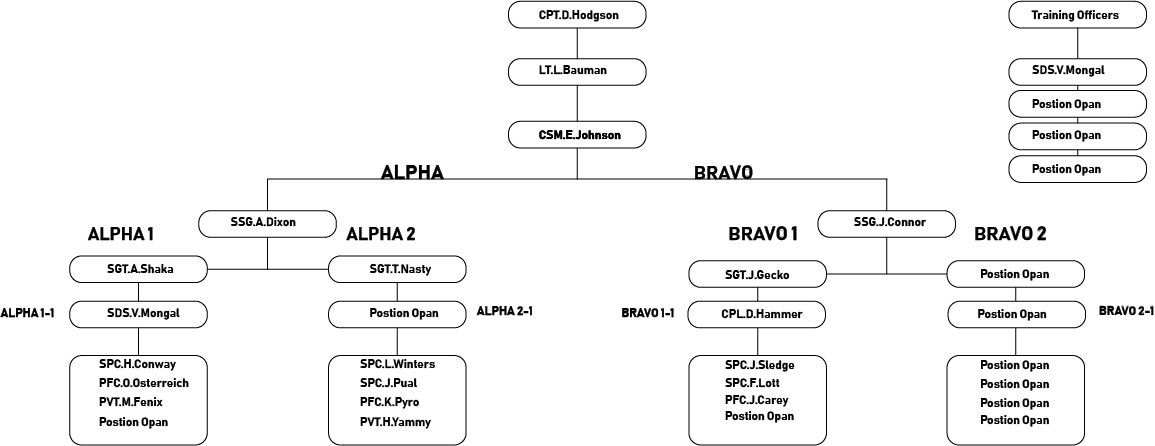 CPT.D.Hodgson
Training Officers
LT.L.Bauman
SDS.V.Mongal
Postion Opan
CSM.E.Johnson
Postion Opan
Postion Opan
ALPHA
BRAVO
SSG.A.Dixon
SSG.J.Connor
ALPHA 1
ALPHA 2
BRAVO 1
BRAVO 2
SGT.A.Shaka
SGT.T.Nasty
SGT.J.Gecko
Postion Opan
ALPHA 1-1
SDS.V.Mongal
Postion Opan
ALPHA 2-1
BRAVO 1-1
CPL.D.Hammer
Postion Opan
BRAVO 2-1
SPC.H.Conway
PFC.O.Osterreich
PVT.M.Fenix
Postion Opan
SPC.L.Winters
SPC.J.Pual
PFC.K.Pyro
PVT.H.Yammy
SPC.J.Sledge
SPC.F.Lott
PFC.J.Carey
Postion Opan
Postion Opan
Postion Opan
Postion Opan
Postion Opan